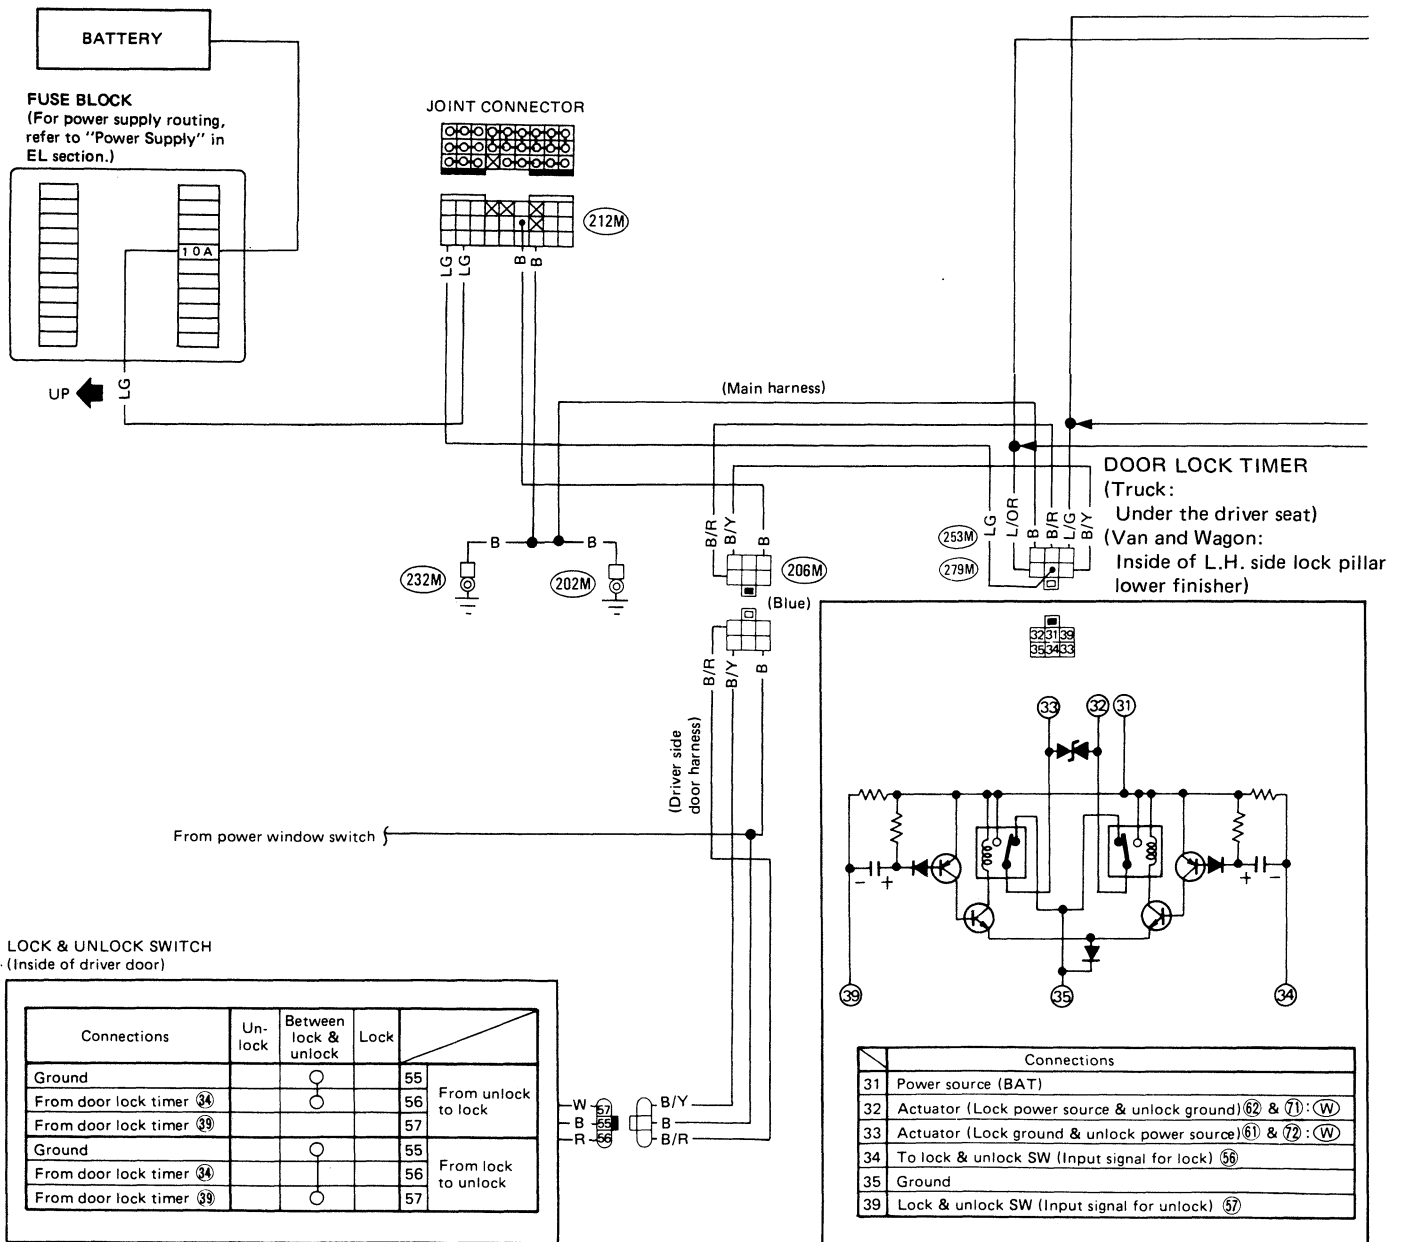 BATTERY
FUSE BLOCK
(For power supply routing,
refer to "Power Supply" in
EL section.)
10A
UP
LG
JOINT CONNECTOR
212M
LG
LG
B
B
(Main harness)
B
B
232M
202M
B/R
B/Y
B
206M
(Blue)
B/R
B/Y
B
(Driver side
door harness)
253M
279M
LG
L/OR
B
B/R
L/G
B/Y
DOOR LOCK TIMER
(Truck:
Under the driver seat)
(Van and Wagon:
Inside of L.H. side lock pillar
lower finisher)
32 31 39
35 34 33
33
32
31
- +
+ -
39
35
34
From power window switch
LOCK & UNLOCK SWITCH
(Inside of driver door)
Connections
Un-
lock
Between
lock &
unlock
Lock
Ground 55
From door lock timer 34 56
From door lock timer 39 57
From unlock
to lock
Ground 55
From door lock timer 34 56
From door lock timer 39 57
From lock
to unlock
W 57 B/Y
B 55 B
R 56 B/R
Connections
31 Power source (BAT)
32 Actuator (Lock power source & unlock ground) 62 & 71 : W
33 Actuator (Lock ground & unlock power source) 61 & 72 : W
34 To lock & unlock SW (Input signal for lock) 56
35 Ground
39 Lock & unlock SW (Input signal for unlock) 57